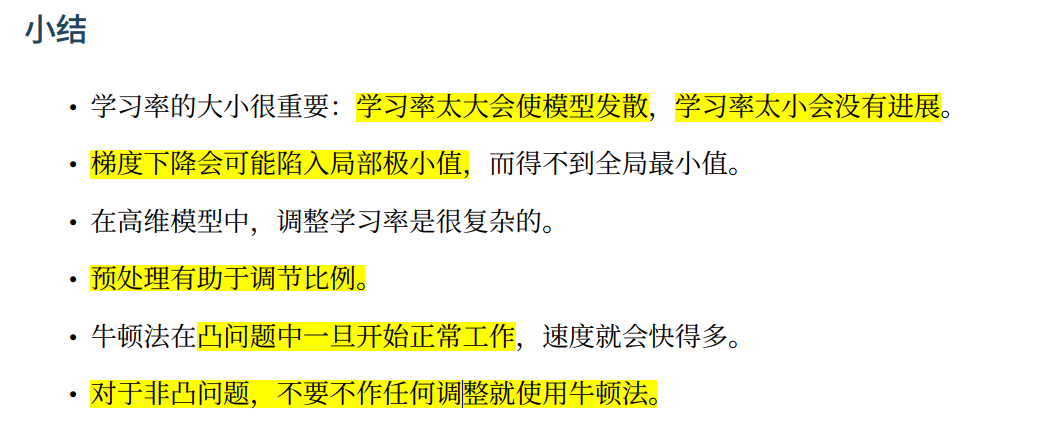 小结
• 学习率的大小很重要：学习率太大会使模型发散，学习率太小会没有进展。
• 梯度下降会可能陷入局部极小值，而得不到全局最小值。
• 在高维模型中，调整学习率是很复杂的。
• 预处理有助于调节比例。
• 牛顿法在凸问题中一旦开始正常工作，速度就会快得多。
• 对于非凸问题，不要不作任何调整就使用牛顿法。